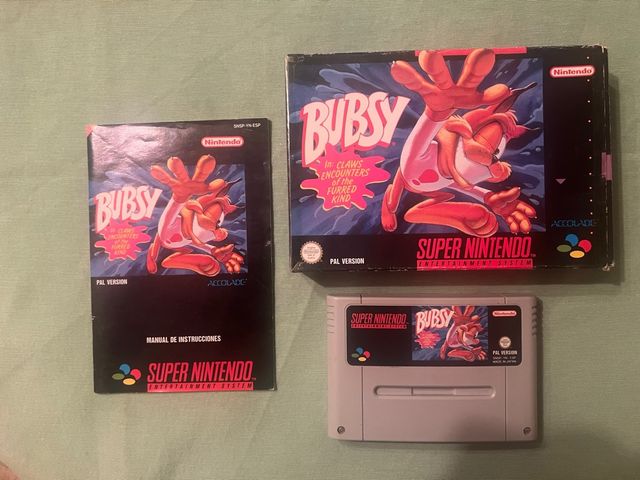 SNSP-YN-ESP
Nintendo
BUBSY
in: CLAWS
ENCOUNTERS
of the
FURRED
KIND
PAL VERSION
ACCOLADE
MANUAL DE INSTRUCCIONES
SUPER NINTENDO
ENTERTAINMENT SYSTEM
Nintendo
BUBSY
in: CLAWS
ENCOUNTERS
of the
FURRED
KIND
ACCOLADE
PAL VERSION
SUPER NINTENDO
ENTERTAINMENT SYSTEM
SUPER NINTENDO
ENTERTAINMENT SYSTEM
Nintendo
BUBSY
PAL VERSION
MADE IN JAPAN